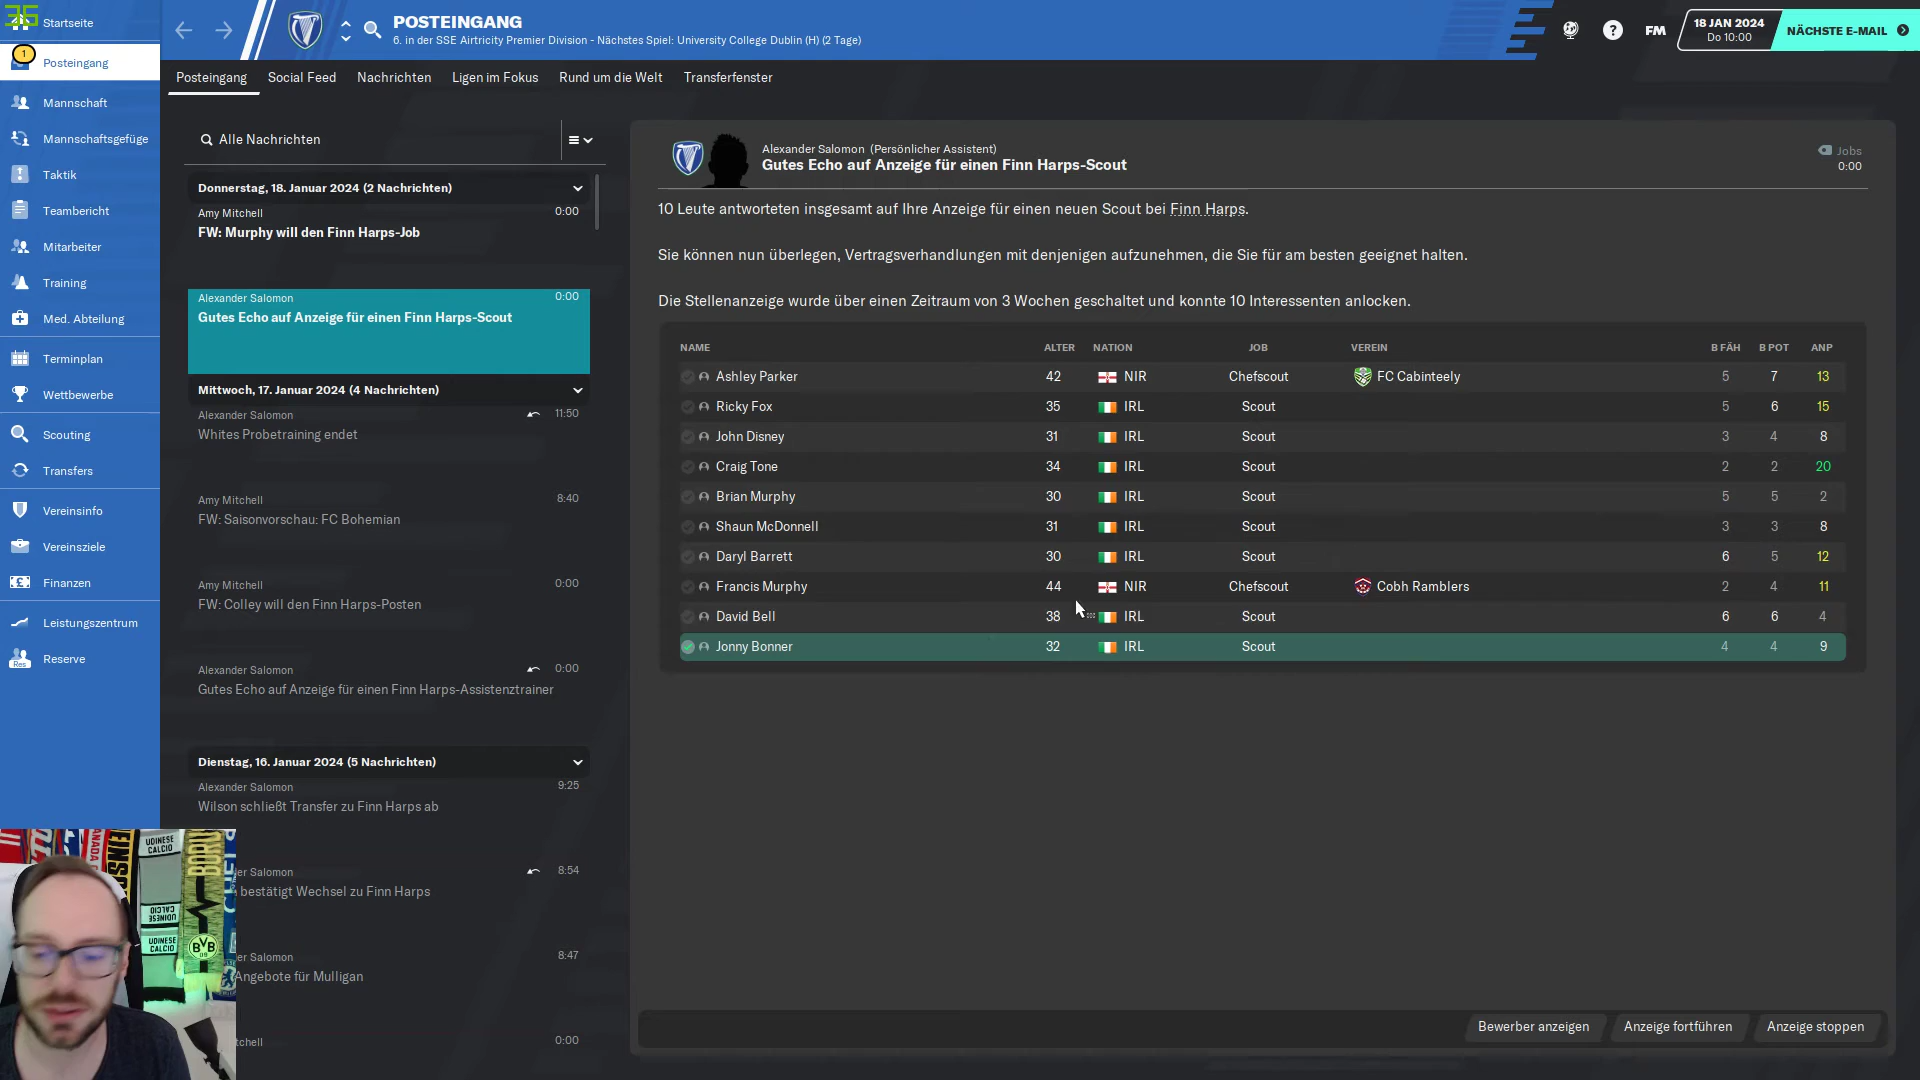 36
Startseite
POSTEINGANG
6. in der SSE Airtricity Premier Division - Nächstes Spiel: University College Dublin (H) (2 Tage)
?
FM
18 JAN 2024
Do 10:00
NÄCHSTE E-MAIL
1
Posteingang
Mannschaft
Mannschaftsgefüge
Taktik
Teambericht
Mitarbeiter
Training
Med. Abteilung
Terminplan
Wettbewerbe
Scouting
Transfers
Vereinsinfo
Vereinsziele
Finanzen
Leistungszentrum
Res
Reserve
Posteingang Social Feed Nachrichten Ligen im Fokus Rund um die Welt Transferfenster
Alle Nachrichten
Donnerstag, 18. Januar 2024 (2 Nachrichten)
Amy Mitchell 0:00
FW: Murphy will den Finn Harps-Job
Alexander Salomon 0:00
Gutes Echo auf Anzeige für einen Finn Harps-Scout
Mittwoch, 17. Januar 2024 (4 Nachrichten)
Alexander Salomon 11:50
Whites Probetraining endet
Amy Mitchell 8:40
FW: Saisonvorschau: FC Bohemian
Amy Mitchell 0:00
FW: Colley will den Finn Harps-Posten
Alexander Salomon 0:00
Gutes Echo auf Anzeige für einen Finn Harps-Assistenztrainer
Dienstag, 16. Januar 2024 (5 Nachrichten)
Alexander Salomon 9:25
Wilson schließt Transfer zu Finn Harps ab
er Salomon 8:54
bestätigt Wechsel zu Finn Harps
er Salomon 8:47
Angebote für Mulligan
tchell 0:00
Alexander Salomon (Persönlicher Assistent)
Gutes Echo auf Anzeige für einen Finn Harps-Scout
Jobs
0:00
10 Leute antworteten insgesamt auf Ihre Anzeige für einen neuen Scout bei Finn Harps.
Sie können nun überlegen, Vertragsverhandlungen mit denjenigen aufzunehmen, die Sie für am besten geeignet halten.
Die Stellenanzeige wurde über einen Zeitraum von 3 Wochen geschaltet und konnte 10 Interessenten anlocken.
NAME ALTER NATION JOB VEREIN B FÄH B POT ANP
Ashley Parker 42 NIR Chefscout FC Cabinteely 5 7 13
Ricky Fox 35 IRL Scout 5 6 15
John Disney 31 IRL Scout 3 4 8
Craig Tone 34 IRL Scout 2 2 20
Brian Murphy 30 IRL Scout 5 5 2
Shaun McDonnell 31 IRL Scout 3 3 8
Daryl Barrett 30 IRL Scout 6 5 12
Francis Murphy 44 NIR Chefscout Cobh Ramblers 2 4 11
David Bell 38 IRL Scout 6 6 4
Jonny Bonner 32 IRL Scout 4 4 9
Bewerber anzeigen Anzeige fortführen Anzeige stoppen
UDINESE
CALCIO
UDINESE
CALCIO
BVB
09